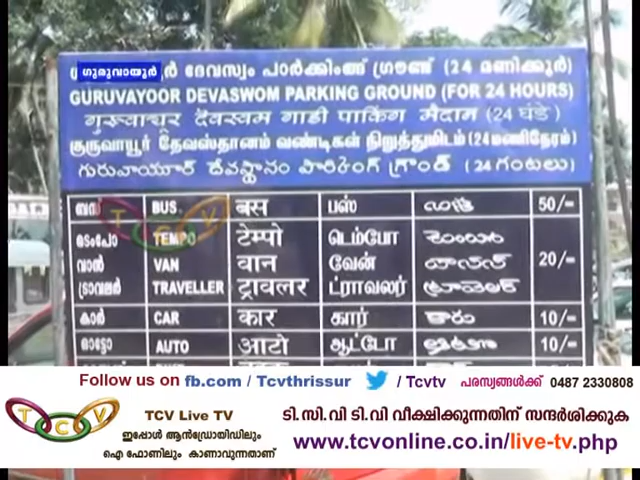 ഗുരുവായൂർ
ർ ദേവസ്വം പാർക്കിംങ്ങ് ഗ്രൗണ്ട് (24 മണിക്കൂർ)
GURUVAYOOR DEVASWOM PARKING GROUND (FOR 24 HOURS)
गुरुवायूर देवस्वम गाडी पार्किंग मैदान (24 घंटे)
குருவாயூர் தேவஸ்தானம் வண்டிகள் நிறுத்துமிடம் (24 மணிநேரம்)
BUS बस பஸ் 50/=
ടെംപോ TEMPO टेम्पो டெம்போ
വാൻ VAN वान வேன் 20/=
ട്രാവലർ TRAVELLER ट्रावलर ட்ராவலர்
കാർ CAR कार கார் 10/=
ഓട്ടോ AUTO आटो ஆட்டோ 10/=
TCV
Follow us on fb.com / Tcvthrissur / Tcvtv പരസ്യങ്ങൾക്ക് 0487 2330808
TCV
TCV Live TV
ഇപ്പോൾ ആൻഡ്രോയിഡിലും
ഐ ഫോണിലും കാണാവുന്നതാണ്
ടി.സി.വി ടി.വി വീക്ഷിക്കുന്നതിന് സന്ദർശിക്കുക
www.tcvonline.co.in/live-tv.php